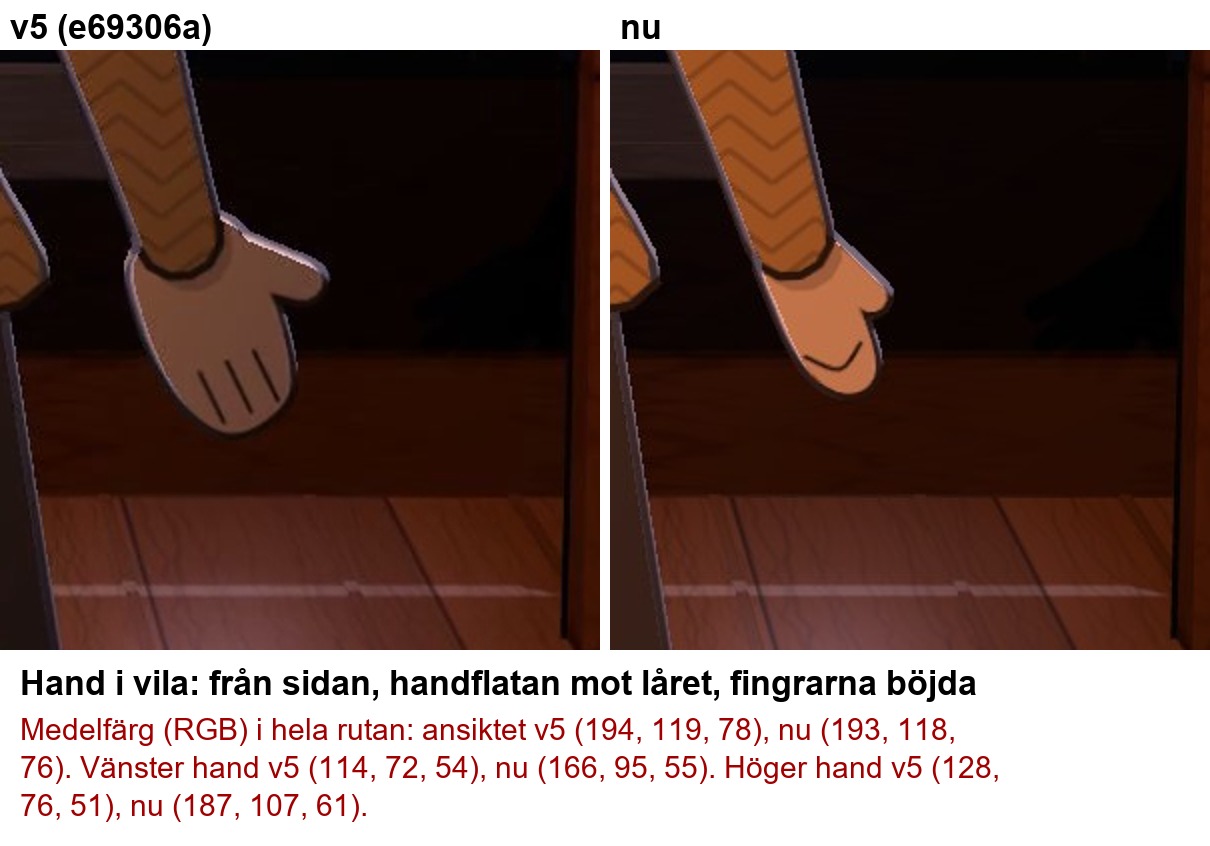 v5 (e69306a)
nu
Hand i vila: från sidan, handflatan mot låret, fingrarna böjda
Medelfärg (RGB) i hela rutan: ansiktet v5 (194, 119, 78), nu (193, 118,
76). Vänster hand v5 (114, 72, 54), nu (166, 95, 55). Höger hand v5 (128,
76, 51), nu (187, 107, 61).